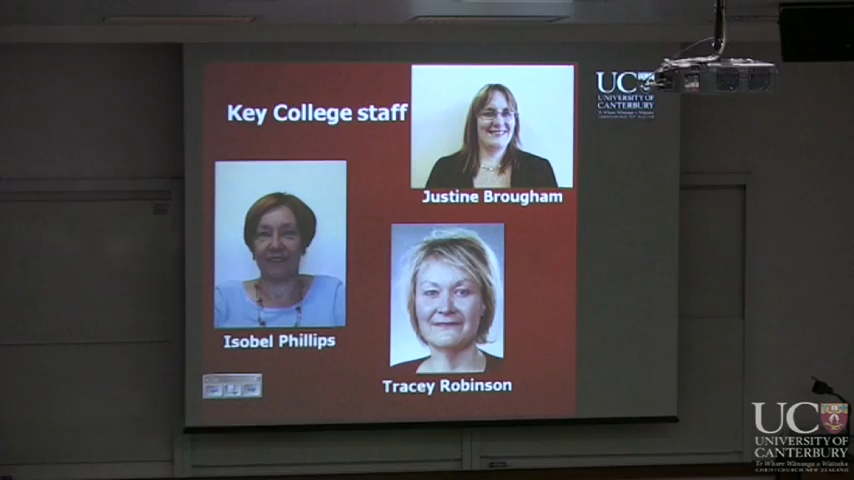 Key College staff
Justine Brougham
Isobel Phillips
Tracey Robinson
UC
UNIVERSITY OF
CANTERBURY
Te Whare Wānanga o Waitaha
CHRISTCHURCH NEW ZEALAND
UC
UNIVERSITY OF
CANTERBURY
Te Whare Wānanga o Waitaha
CHRISTCHURCH NEW ZEALAND